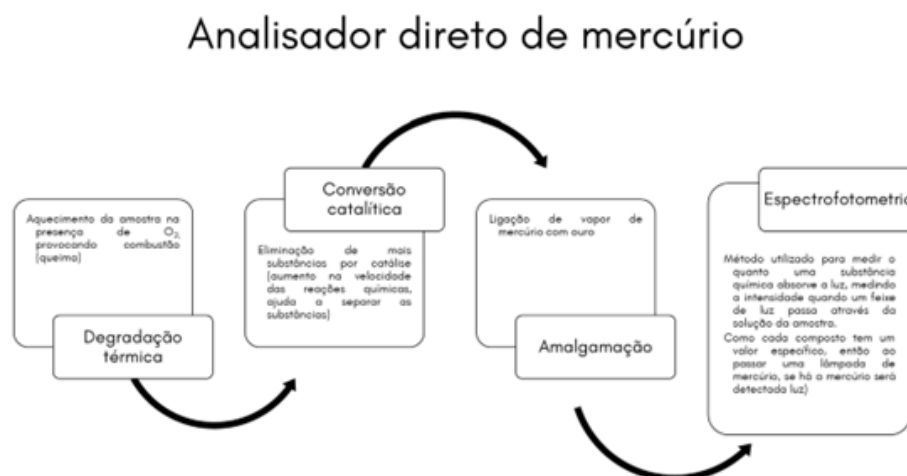 Analisador direto de mercúrio
Aquecimento da amostra na
presença de O₂,
provocando combustão
(queima)
Degradação
térmica
Conversão
catalítica
Eliminação de mais
substâncias por catálise
(aumento na velocidade
das reações químicas,
ajuda a separar as
substâncias)
Ligação de vapor de
mercúrio com ouro
Amalgamação
Espectrofotometria
Método utilizado para medir o
quanto uma substância
química absorve a luz, medindo
a intensidade quando um feixe
de luz passa através da
solução da amostra.
Como cada composto tem um
valor específico, então ao
passar uma lâmpada de
mercúrio, se há a mercúrio será
detectada luz)